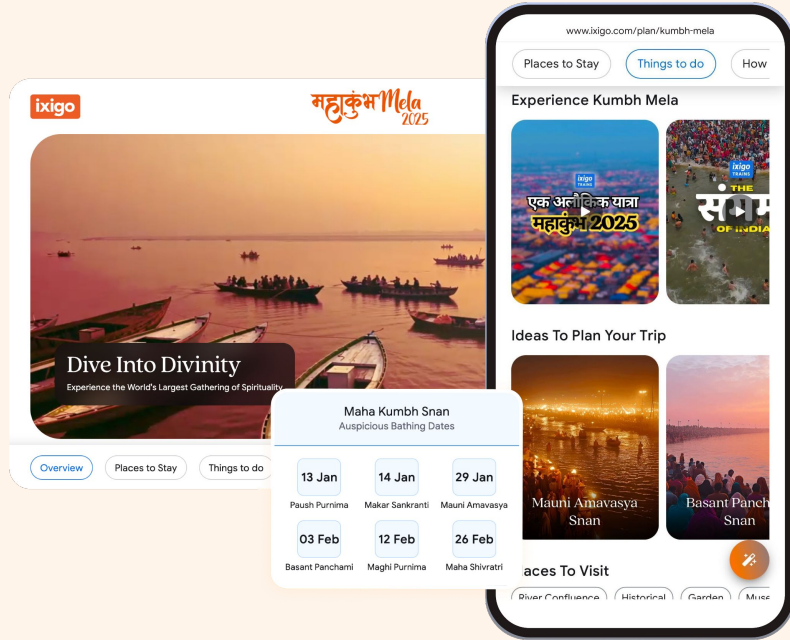 ixigo
महाकुंभ Mela
2025
Dive Into Divinity
Experience the World's Largest Gathering of Spirituality
Overview
Places to Stay
Things to do
Maha Kumbh Snan
Auspicious Bathing Dates
13 Jan
14 Jan
29 Jan
Paush Purnima
Makar Sankranti
Mauni Amavasya
03 Feb
12 Feb
26 Feb
Basant Panchami
Maghi Purnima
Maha Shivratri
www.ixigo.com/plan/kumbh-mela
Places to Stay
Things to do
How
Experience Kumbh Mela
ixigo
TRAINS
एक अलौकिक यात्रा
महाकुंभ 2025
ixigo
TRAINS
THE
OF INDIA
Ideas To Plan Your Trip
Mauni Amavasya
Snan
Basant Panch
Snan
aces To Visit
River Confluence
Historical
Garden
Muse